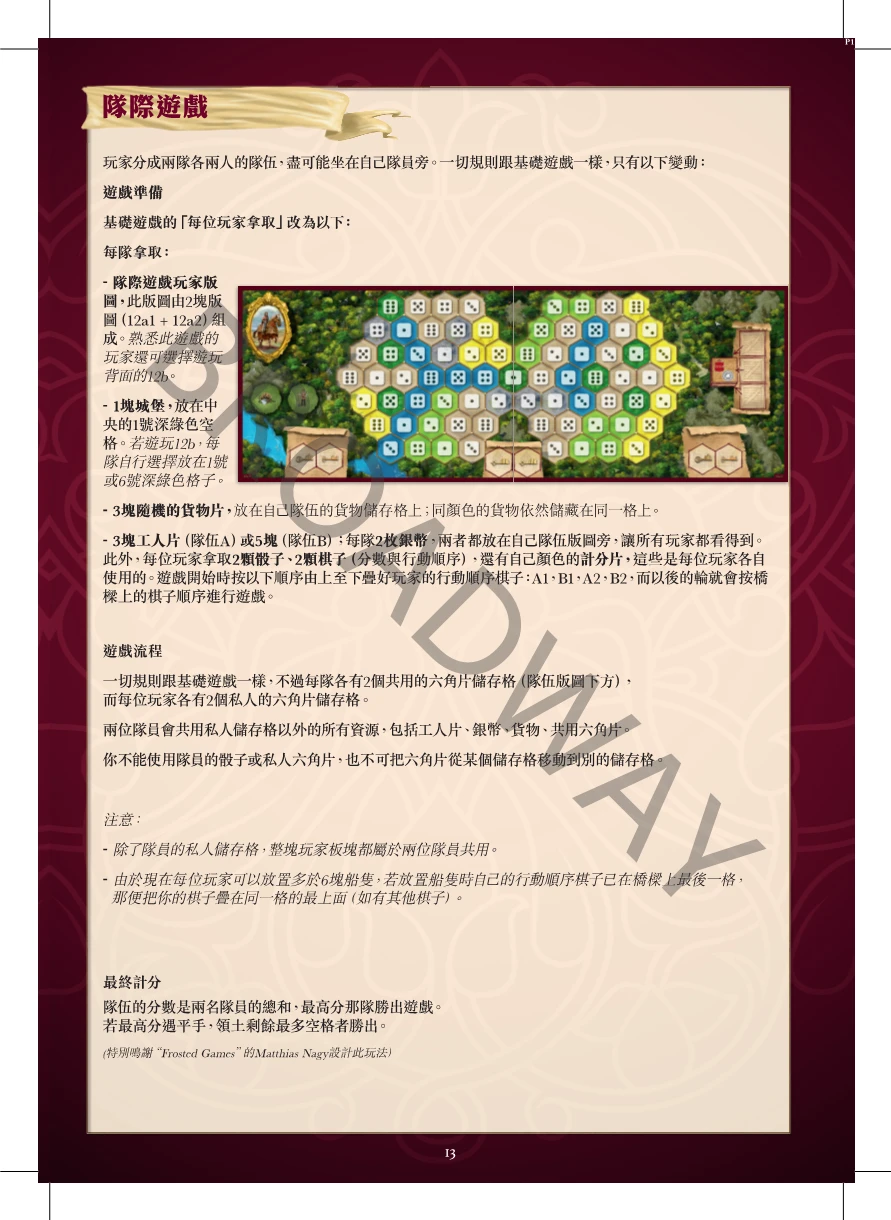 P1
隊際遊戲
玩家分成兩隊各兩人的隊伍，盡可能坐在自己隊員旁。一切規則跟基礎遊戲一樣，只有以下變動：
遊戲準備
基礎遊戲的「每位玩家拿取」改為以下：
每隊拿取：
- 隊際遊戲玩家版
圖，此版圖由2塊版
圖（12a1 + 12a2）組
成。熟悉此遊戲的
玩家還可選擇遊玩
背面的12b。
- 1塊城堡，放在中
央的1號深綠色空
格。若遊玩12b，每
隊自行選擇放在1號
或6號深綠色格子。
- 3塊隨機的貨物片，放在自己隊伍的貨物儲存格上；同顏色的貨物依然儲藏在同一格上。
- 3塊工人片（隊伍A）或5塊（隊伍B）；每隊2枚銀幣，兩者都放在自己隊伍版圖旁，讓所有玩家都看得到。
此外，每位玩家拿取2顆骰子、2顆棋子（分數與行動順序），還有自己顏色的計分片，這些是每位玩家各自
使用的。遊戲開始時按以下順序由上至下疊好玩家的行動順序棋子：A1，B1，A2，B2，而以後的輪就會按橋
樑上的棋子順序進行遊戲。
遊戲流程
一切規則跟基礎遊戲一樣，不過每隊各有2個共用的六角片儲存格（隊伍版圖下方），
而每位玩家各有2個私人的六角片儲存格。
兩位隊員會共用私人儲存格以外的所有資源，包括工人片、銀幣、貨物、共用六角片。
你不能使用隊員的骰子或私人六角片，也不可把六角片從某個儲存格移動到別的儲存格。
注意：
- 除了隊員的私人儲存格，整塊玩家板塊都屬於兩位隊員共用。
- 由於現在每位玩家可以放置多於6塊船隻，若放置船隻時自己的行動順序棋子已在橋樑上最後一格，
那便把你的棋子疊在同一格的最上面（如有其他棋子）。
最終計分
隊伍的分數是兩名隊員的總和，最高分那隊勝出遊戲。
若最高分遇平手，領土剩餘最多空格者勝出。
(特別鳴謝 “Frosted Games” 的Matthias Nagy設計此玩法)
13
BROADWAY